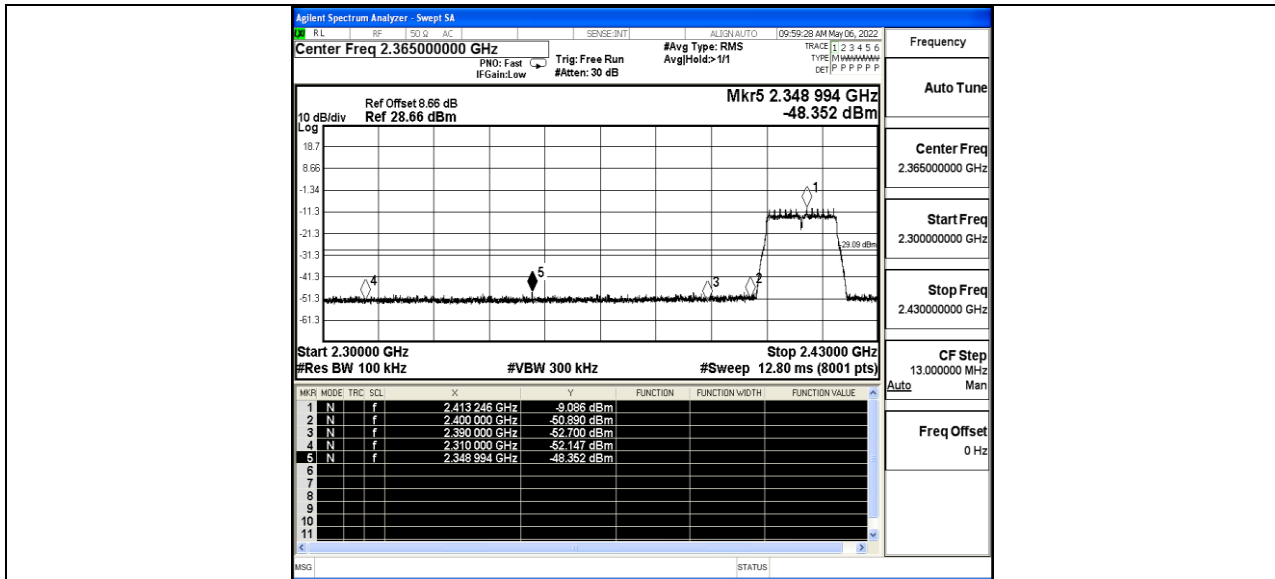 Agilent Spectrum Analyzer - Swept SA
LXI RL RF 50 Ω AC SENSE:INT ALIGN AUTO 09:59:28 AM May 06, 2022
Center Freq 2.365000000 GHz
PNO: Fast
IFGain:Low
Trig: Free Run
#Atten: 30 dB
#Avg Type: RMS
Avg|Hold:>1/1
TRACE 1 2 3 4 5 6
TYPE M WWWWW
DET P P P P P P
Ref Offset 8.66 dB
10 dB/div Ref 28.66 dBm
Log
Mkr5 2.348 994 GHz
-48.352 dBm
18.7
8.66
-1.34
-11.3
-21.3
-31.3
-41.3
-51.3
-61.3
1
-29.09 dBm
4
5
3
2
Start 2.30000 GHz Stop 2.43000 GHz
#Res BW 100 kHz #VBW 300 kHz #Sweep 12.80 ms (8001 pts)
MKR MODE TRC SCL X Y FUNCTION FUNCTION WIDTH FUNCTION VALUE
1 N f 2.413 246 GHz -9.086 dBm
2 N f 2.400 000 GHz -50.890 dBm
3 N f 2.390 000 GHz -52.700 dBm
4 N f 2.310 000 GHz -52.147 dBm
5 N f 2.348 994 GHz -48.352 dBm
6
7
8
9
10
11
MSG STATUS
Frequency
Auto Tune
Center Freq
2.365000000 GHz
Start Freq
2.300000000 GHz
Stop Freq
2.430000000 GHz
CF Step
13.000000 MHz
Auto Man
Freq Offset
0 Hz